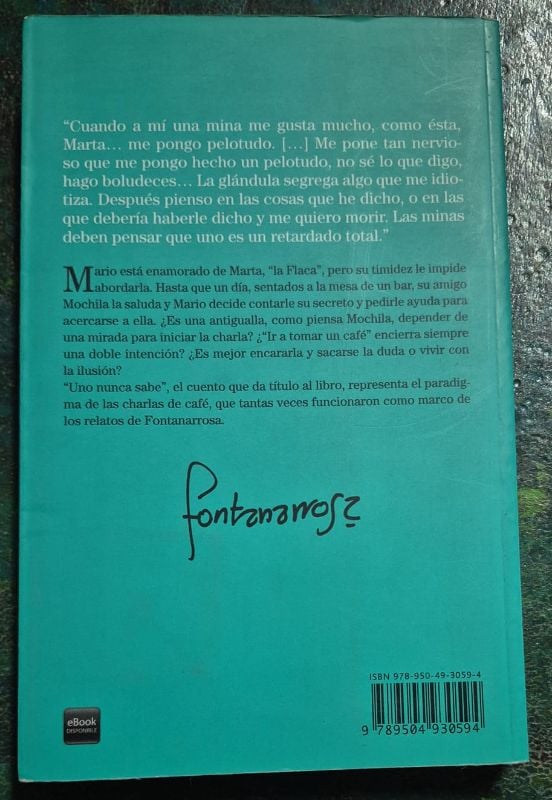 “Cuando a mí una mina me gusta mucho, como ésta,
Marta... me pongo pelotudo. [...] Me pone tan nervio-
so que me pongo hecho un pelotudo, no sé lo que digo,
hago boludeces... La glándula segrega algo que me idio-
tiza. Después pienso en las cosas que he dicho, o en las
que debería haberle dicho y me quiero morir. Las minas
deben pensar que uno es un retardado total.”
Mario está enamorado de Marta, “la Flaca”, pero su timidez le impide
abordarla. Hasta que un día, sentados a la mesa de un bar, su amigo
Mochila la saluda y Mario decide contarle su secreto y pedirle ayuda para
acercarse a ella. ¿Es una antigualla, como piensa Mochila, depender de
una mirada para iniciar la charla? ¿“Ir a tomar un café” encierra siempre
una doble intención? ¿Es mejor encararla y sacarse la duda o vivir con
la ilusión?
“Uno nunca sabe”, el cuento que da título al libro, representa el paradig-
ma de las charlas de café, que tantas veces funcionaron como marco de
los relatos de Fontanarrosa.
fontanarrosa
ISBN 978-950-49-3059-4
9 789504 930594
eBook
DISPONIBLE